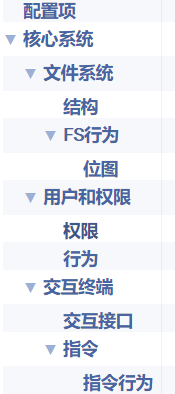 配置项
核心系统
文件系统
结构
FS行为
位图
用户和权限
权限
行为
交互终端
交互接口
指令
指令行为